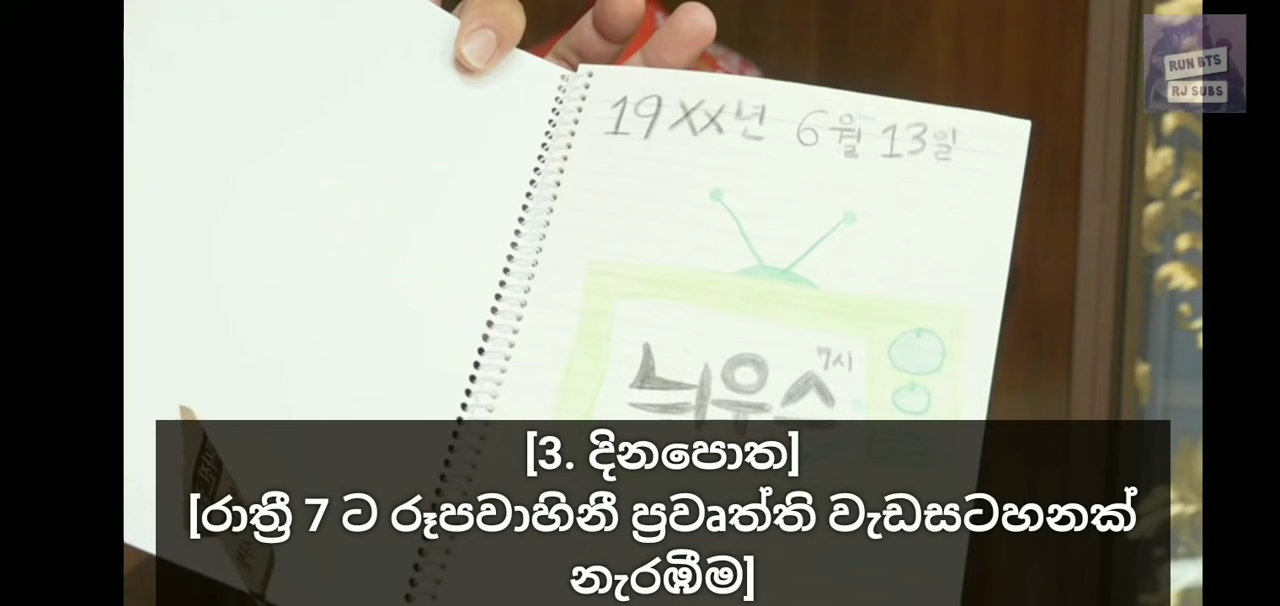 RUN BTS
RJ SUBS
19XX년 6월 13일
7시
늬우스
[3. දිනපොත]
[රාත්‍රී 7 ට රූපවාහිනී ප්‍රවෘත්ති වැඩසටහනක්
නැරඹීම]